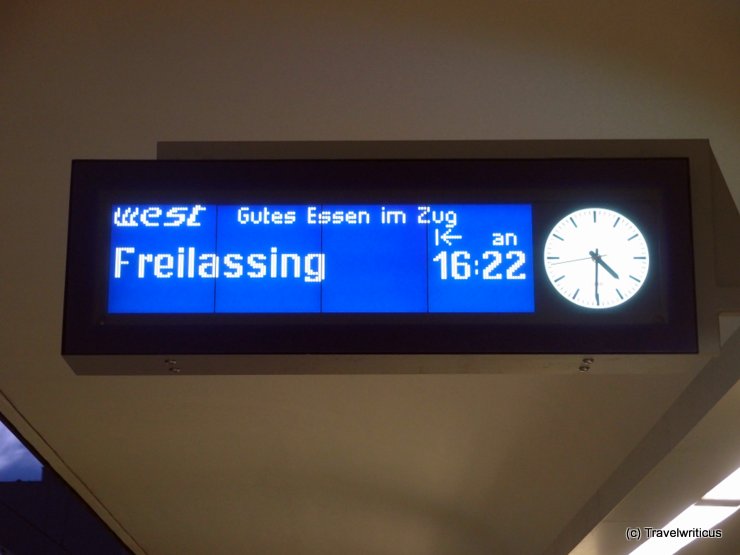 west Gutes Essen im Zug
an
Freilassing 16:22
(c) Travelwriticus